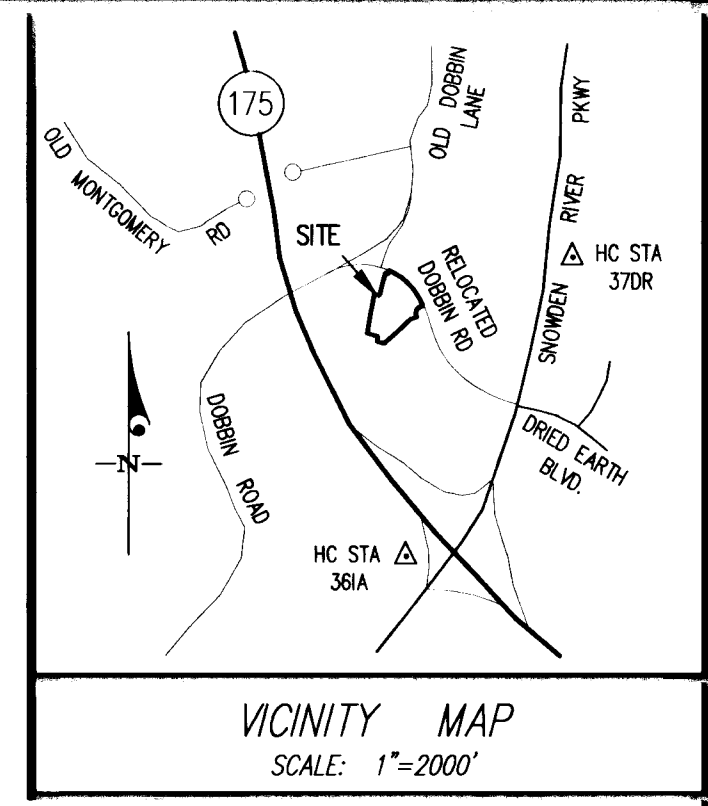 175
OLD DOBBIN
LANE
PKWY
OLD MONTGOMERY
RD
RIVER
SITE
HC STA
37DR
RELOCATED
DOBBIN RD
SNOWDEN
DOBBIN ROAD
DRIED EARTH
BLVD.
N
HC STA
36IA
VICINITY MAP
SCALE: 1"=2000'